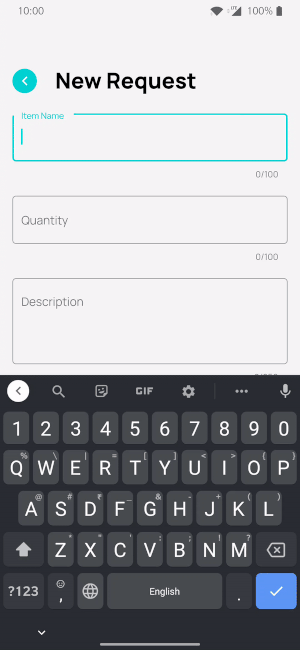 10:00 LTE 100%
New Request
Item Name
0/100
Quantity
0/100
Description
GIF
1 2 3 4 5 6 7 8 9 0
Q W E R T Y U I O P
A S D F G H J K L
Z X C V B N M
?123 , English .